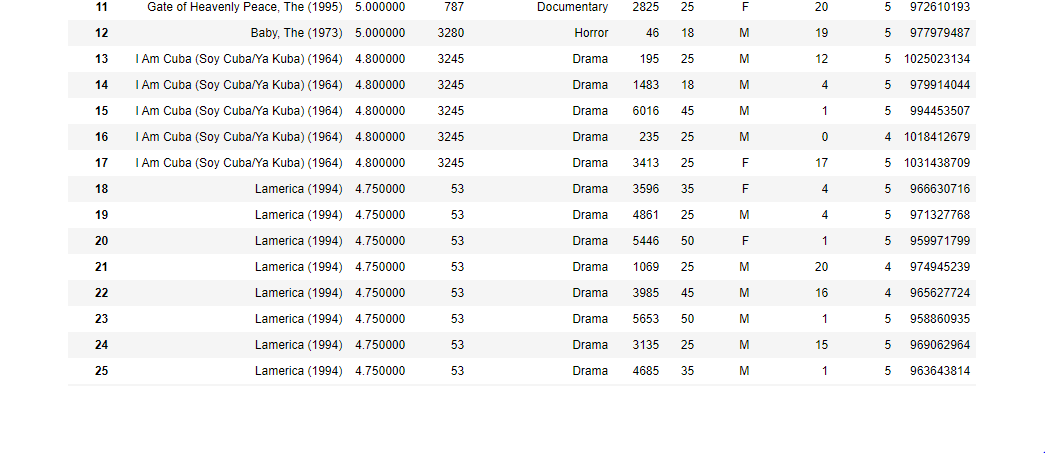 11 Gate of Heavenly Peace, The (1995) 5.000000 787 Documentary 2825 25 F 20 5 972610193
12 Baby, The (1973) 5.000000 3280 Horror 46 18 M 19 5 977979487
13 I Am Cuba (Soy Cuba/Ya Kuba) (1964) 4.800000 3245 Drama 195 25 M 12 5 1025023134
14 I Am Cuba (Soy Cuba/Ya Kuba) (1964) 4.800000 3245 Drama 1483 18 M 4 5 979914044
15 I Am Cuba (Soy Cuba/Ya Kuba) (1964) 4.800000 3245 Drama 6016 45 M 1 5 994453507
16 I Am Cuba (Soy Cuba/Ya Kuba) (1964) 4.800000 3245 Drama 235 25 M 0 4 1018412679
17 I Am Cuba (Soy Cuba/Ya Kuba) (1964) 4.800000 3245 Drama 3413 25 F 17 5 1031438709
18 Lamerica (1994) 4.750000 53 Drama 3596 35 F 4 5 966630716
19 Lamerica (1994) 4.750000 53 Drama 4861 25 M 4 5 971327768
20 Lamerica (1994) 4.750000 53 Drama 5446 50 F 1 5 959971799
21 Lamerica (1994) 4.750000 53 Drama 1069 25 M 20 4 974945239
22 Lamerica (1994) 4.750000 53 Drama 3985 45 M 16 4 965627724
23 Lamerica (1994) 4.750000 53 Drama 5653 50 M 1 5 958860935
24 Lamerica (1994) 4.750000 53 Drama 3135 25 M 15 5 969062964
25 Lamerica (1994) 4.750000 53 Drama 4685 35 M 1 5 963643814